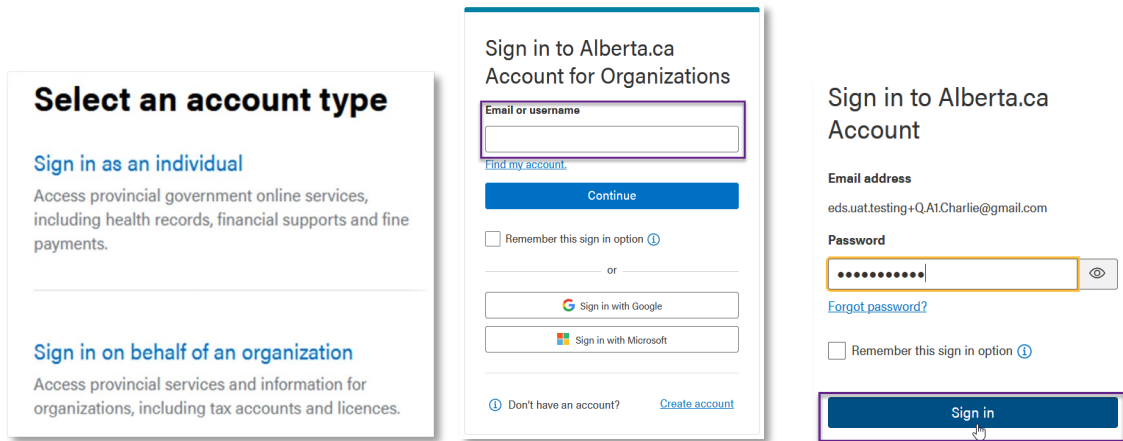 Select an account type
Sign in as an individual
Access provincial government online services,
including health records, financial supports and fine
payments.
Sign in on behalf of an organization
Access provincial services and information for
organizations, including tax accounts and licences.
Sign in to Alberta.ca
Account for Organizations
Email or username
Find my account.
Continue
Remember this sign in option
or
Sign in with Google
Sign in with Microsoft
Don't have an account? Create account
Sign in to Alberta.ca
Account
Email address
eds.uat.testing+Q.A1.Charlie@gmail.com
Password
Forgot password?
Remember this sign in option
Sign in